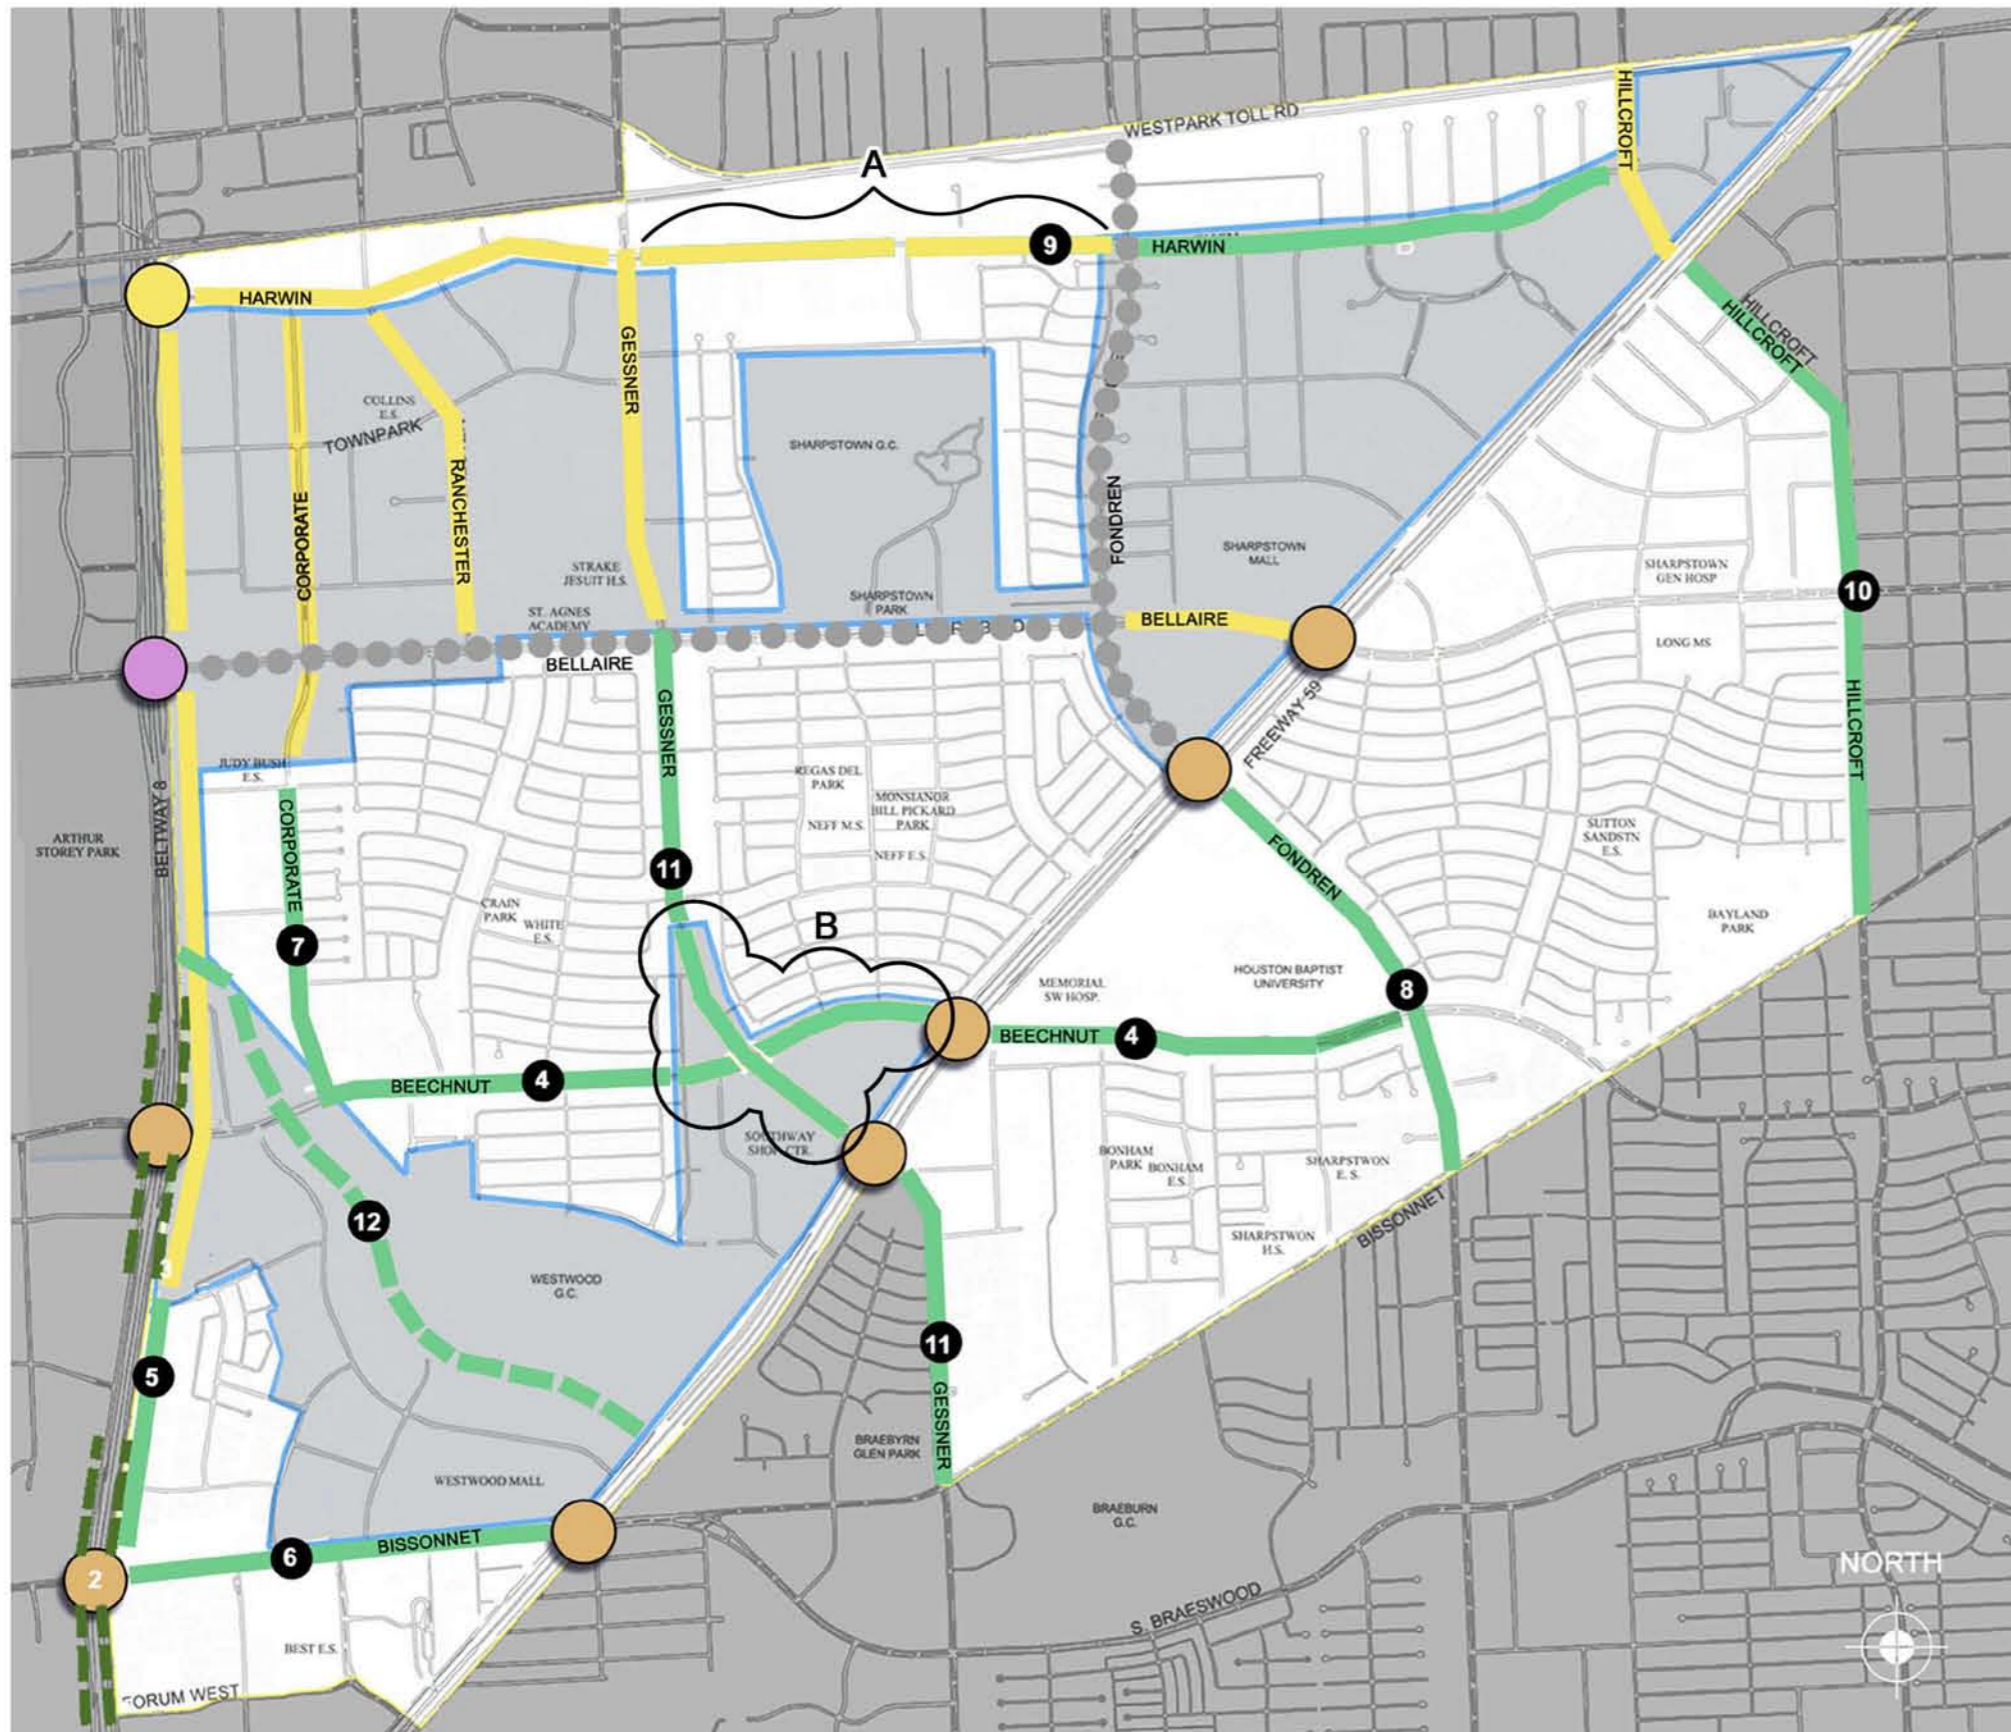 WESTPARK TOLL RD
HILLCROFT
A
9
HARWIN
HARWIN
GESSNER
HILLCROFT
HILLCROFT
COLLINS
E.S.
TOWNPARK
SHARPSTOWN G.C.
RANCHESTER
CORPORATE
FONDREN
STRAKE
JESUIT H.S.
SHARPSTOWN
MALL
SHARPSTOWN
GEN HOSP
10
SHARPSTOWN
PARK
ST. AGNES
ACADEMY
BELLAIRE
BELLAIRE
LONG MS
GESSNER
FREEWAY 59
HILLCROFT
JUDY BUSH
E.S.
REGAS DEL
PARK
MONSIANOR
BILL PICKARD
PARK
NEFF M.S.
NEFF E.S.
BELTWAY 8
ARTHUR
STOREY PARK
CORPORATE
SUTTON
SANDSTN
E.S.
FONDREN
11
CRAIN
PARK
WHITE
E.S.
B
BAYLAND
PARK
7
MEMORIAL
SW HOSP.
HOUSTON BAPTIST
UNIVERSITY
8
BEECHNUT
4
BEECHNUT
4
SOUTHWAY
SHOP CTR.
BONHAM
PARK
BONHAM
E.S.
SHARPSTWON
E. S.
12
BISSONNET
SHARPSTWON
H.S.
WESTWOOD
G.C.
5
11
GESSNER
BRAEBYRN
GLEN PARK
WESTWOOD MALL
BRAEBURN
G.C.
BISSONNET
6
2
NORTH
S. BRAESWOOD
BEST E.S.
FORUM WEST